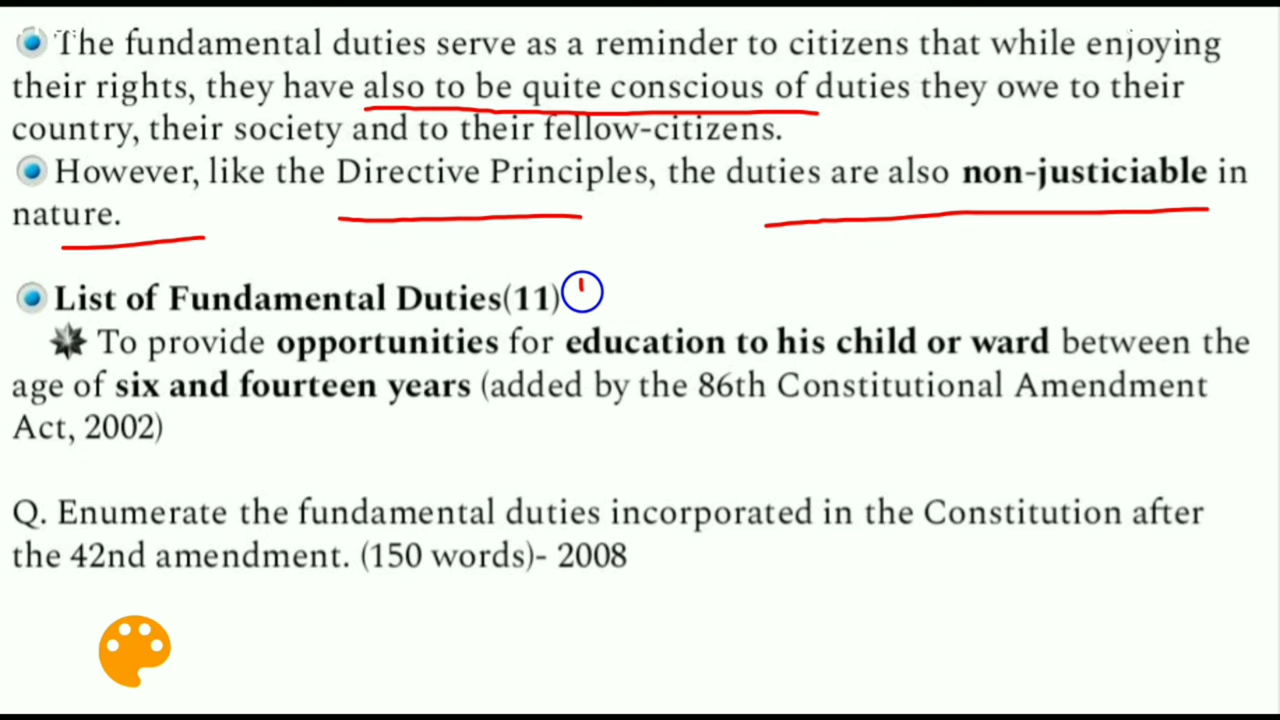 The fundamental duties serve as a reminder to citizens that while enjoying
their rights, they have also to be quite conscious of duties they owe to their
country, their society and to their fellow-citizens.
However, like the Directive Principles, the duties are also non-justiciable in
nature.
List of Fundamental Duties(11)
To provide opportunities for education to his child or ward between the
age of six and fourteen years (added by the 86th Constitutional Amendment
Act, 2002)
Q. Enumerate the fundamental duties incorporated in the Constitution after
the 42nd amendment. (150 words)- 2008